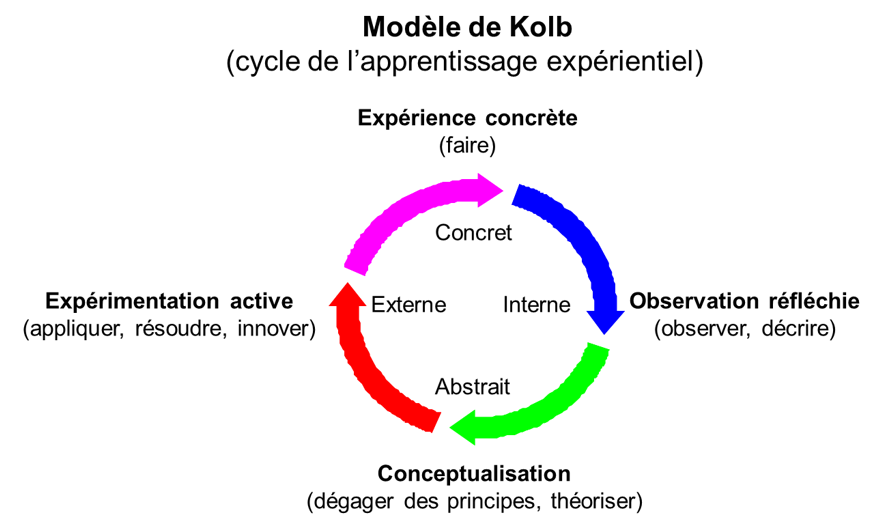 Modèle de Kolb
(cycle de l’apprentissage expérientiel)
Expérience concrète
(faire)
Concret
Expérimentation active
(appliquer, résoudre, innover)
Externe
Interne
Observation réfléchie
(observer, décrire)
Abstrait
Conceptualisation
(dégager des principes, théoriser)